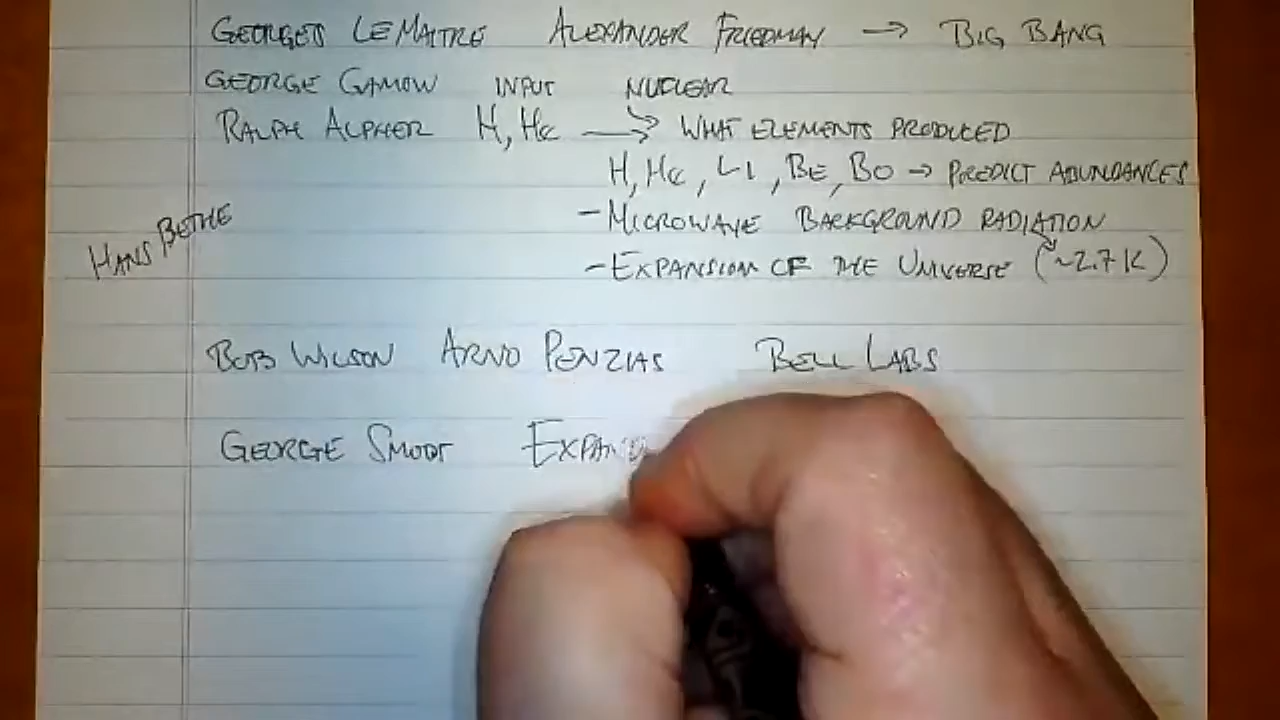 GEORGES LEMAITRE ALEXANDER FRIEDMAN → BIG BANG
GEORGE GAMOW INPUT NUCLEAR
RALPH ALPHER H, He → WHAT ELEMENTS PRODUCED
H, He, LI, BE, BO → PREDICT ABUNDANCES
- MICROWAVE BACKGROUND RADIATION
HANS BETHE
- EXPANSION OF THE UNIVERSE (~2.7K)
BOB WILSON ARNO PENZIAS BELL LABS
GEORGE SMOOT EXPAN